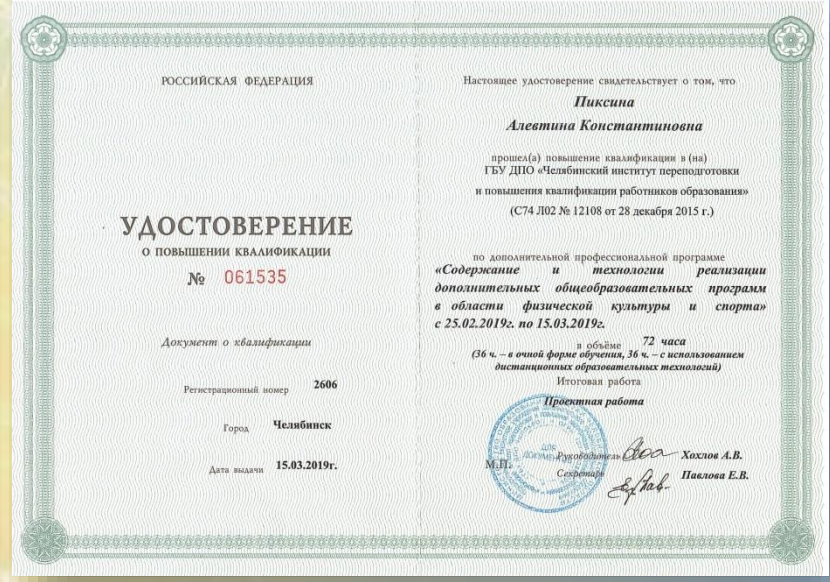 РОССИЙСКАЯ ФЕДЕРАЦИЯ
УДОСТОВЕРЕНИЕ
О ПОВЫШЕНИИ КВАЛИФИКАЦИИ
№ 061535
Документ о квалификации
Регистрационный номер 2606
Город Челябинск
Дата выдачи 15.03.2019г.
Настоящее удостоверение свидетельствует о том, что
Пиксина
Алевтина Константиновна
прошел(а) повышение квалификации в (на)
ГБУ ДПО «Челябинский институт переподготовки
и повышения квалификации работников образования»
(С74 Л02 № 12108 от 28 декабря 2015 г.)
по дополнительной профессиональной программе
«Содержание и технологии реализации
дополнительных общеобразовательных программ
в области физической культуры и спорта»
с 25.02.2019г. по 15.03.2019г.
в объёме 72 часа
(36 ч. – в очной форме обучения, 36 ч. – с использованием
дистанционных образовательных технологий)
Итоговая работа
Проектная работа
М.П.
Руководитель Хохлов А.В.
Секретарь Павлова Е.В.